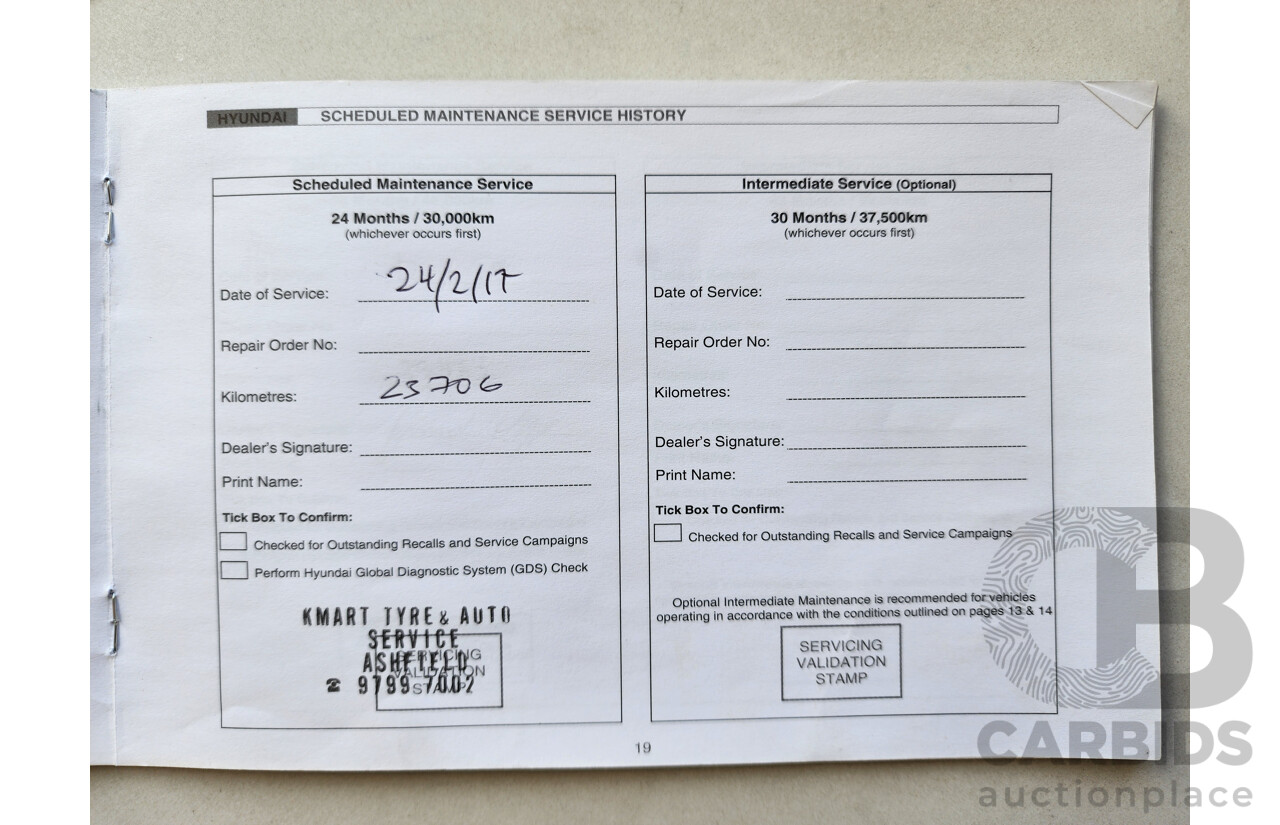 HYUNDAI SCHEDULED MAINTENANCE SERVICE HISTORY
Scheduled Maintenance Service
24 Months / 30,000km
(whichever occurs first)
Date of Service: 24/2/17
Repair Order No:
Kilometres: 23706
Dealer's Signature:
Print Name:
Tick Box To Confirm:
Checked for Outstanding Recalls and Service Campaigns
Perform Hyundai Global Diagnostic System (GDS) Check
KMART TYRE & AUTO
SERVICE
ASHFIELD
☎ 9799 7002
SERVICING
VALIDATION
STAMP
Intermediate Service (Optional)
30 Months / 37,500km
(whichever occurs first)
Date of Service:
Repair Order No:
Kilometres:
Dealer's Signature:
Print Name:
Tick Box To Confirm:
Checked for Outstanding Recalls and Service Campaigns
Optional Intermediate Maintenance is recommended for vehicles
operating in accordance with the conditions outlined on pages 13 & 14
SERVICING
VALIDATION
STAMP
19
CB
CARBIDS
auctionplace